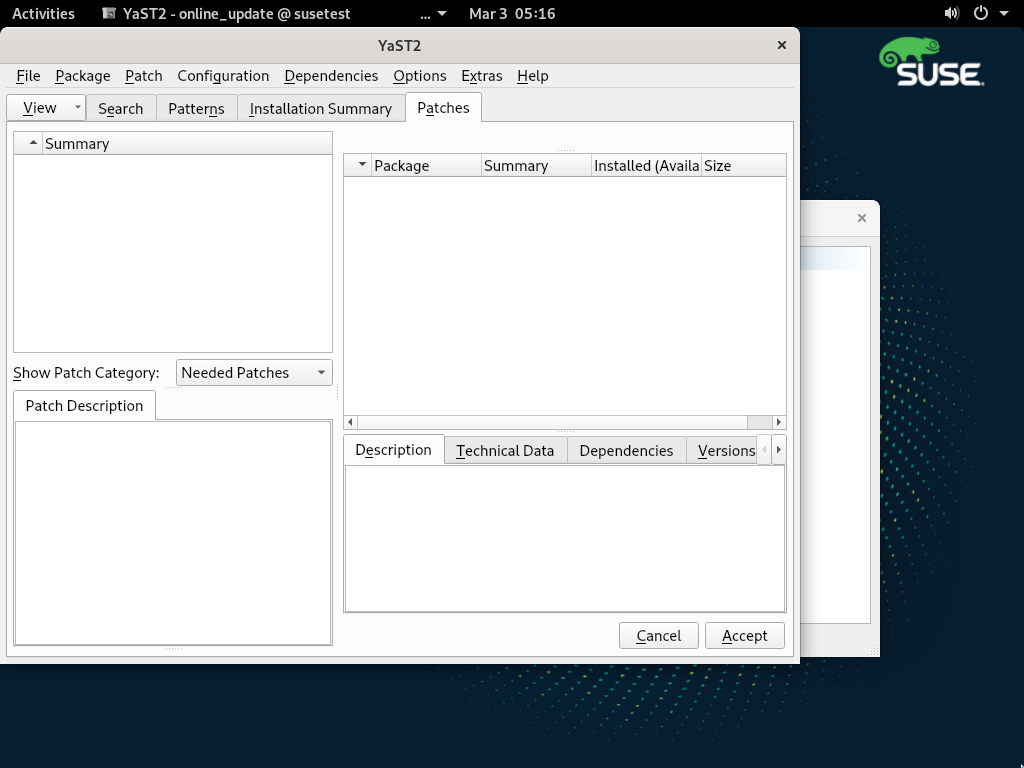 Activities YaST2 - online_update @ susetest ... Mar 3 05:16
YaST2
File Package Patch Configuration Dependencies Options Extras Help
View Search Patterns Installation Summary Patches
Summary
Package Summary Installed (Availa Size
Show Patch Category: Needed Patches
Patch Description
Description Technical Data Dependencies Versions
Cancel Accept
SUSE